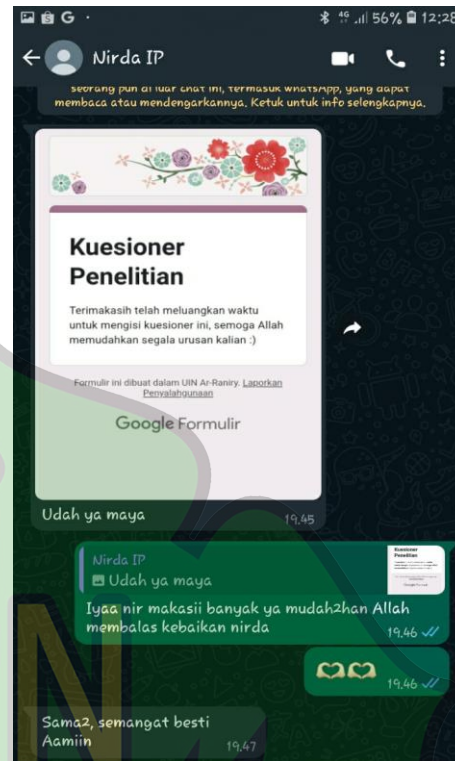 G
4G 56% 12:28
Nirda IP
seorang pun di luar chat ini, termasuk WhatsApp, yang dapat
membaca atau mendengarkannya. Ketuk untuk info selengkapnya.
Kuesioner
Penelitian
Terimakasih telah meluangkan waktu
untuk mengisi kuesioner ini, semoga Allah
memudahkan segala urusan kalian :)
Formulir ini dibuat dalam UIN Ar-Raniry. Laporkan
Penyalahgunaan
Google Formulir
Udah ya maya
19.45
Nirda IP
Udah ya maya
Kuesioner
Penelitian
Iyaa nir makasii banyak ya mudah2han Allah
membalas kebaikan nirda
19.46
19.46
Sama2, semangat besti
Aamiin
19.47
N